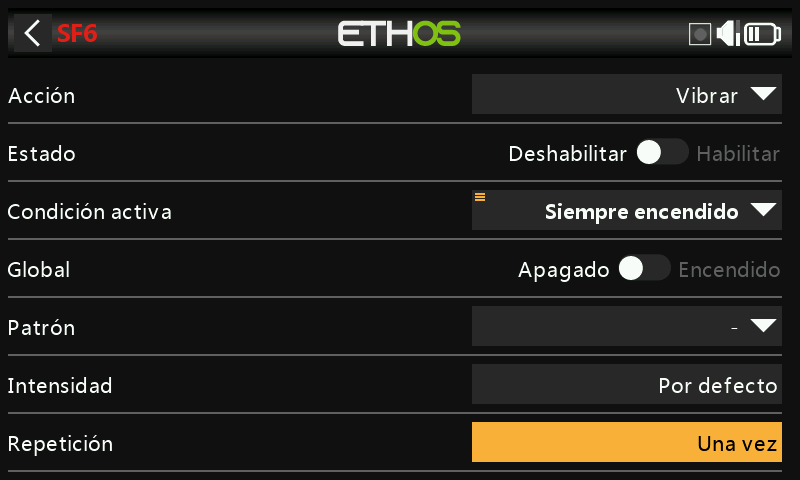 SF6 ETHOS
Acción Vibrar
Estado Deshabilitar Habilitar
Condición activa Siempre encendido
Global Apagado Encendido
Patrón -
Intensidad Por defecto
Repetición Una vez